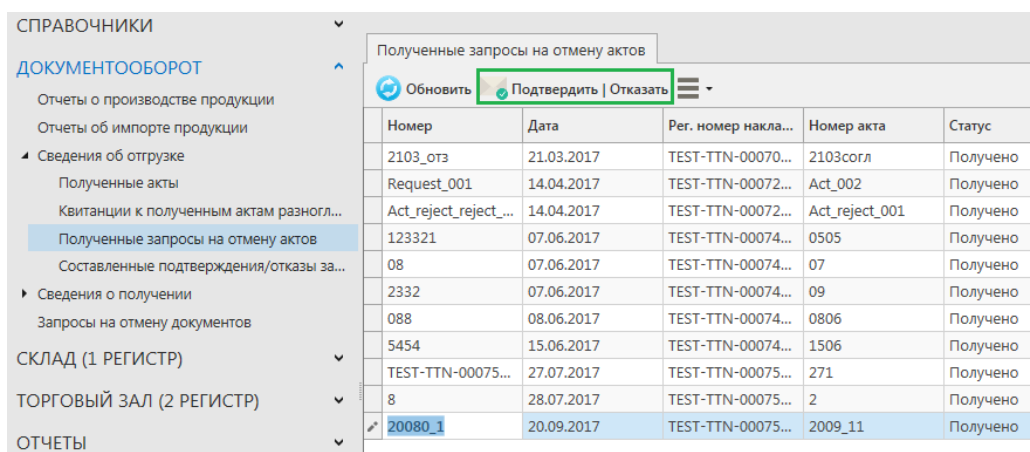 СПРАВОЧНИКИ
ДОКУМЕНТООБОРОТ
Отчеты о производстве продукции
Отчеты об импорте продукции
Сведения об отгрузке
Полученные акты
Квитанции к полученным актам разногл...
Полученные запросы на отмену актов
Составленные подтверждения/отказы за...
Сведения о получении
Запросы на отмену документов
СКЛАД (1 РЕГИСТР)
ТОРГОВЫЙ ЗАЛ (2 РЕГИСТР)
ОТЧЕТЫ
Полученные запросы на отмену актов
Обновить Подтвердить | Отказать
Номер Дата Рег. номер накла... Номер акта Статус
2103_отз 21.03.2017 TEST-TTN-00070... 2103согл Получено
Request_001 14.04.2017 TEST-TTN-00072... Act_002 Получено
Act_reject_reject_... 14.04.2017 TEST-TTN-00072... Act_reject_001 Получено
123321 07.06.2017 TEST-TTN-00074... 0505 Получено
08 07.06.2017 TEST-TTN-00074... 07 Получено
2332 07.06.2017 TEST-TTN-00074... 09 Получено
088 08.06.2017 TEST-TTN-00074... 0806 Получено
5454 15.06.2017 TEST-TTN-00074... 1506 Получено
TEST-TTN-00075... 27.07.2017 TEST-TTN-00075... 271 Получено
8 28.07.2017 TEST-TTN-00075... 2 Получено
20080_1 20.09.2017 TEST-TTN-00075... 2009_11 Получено